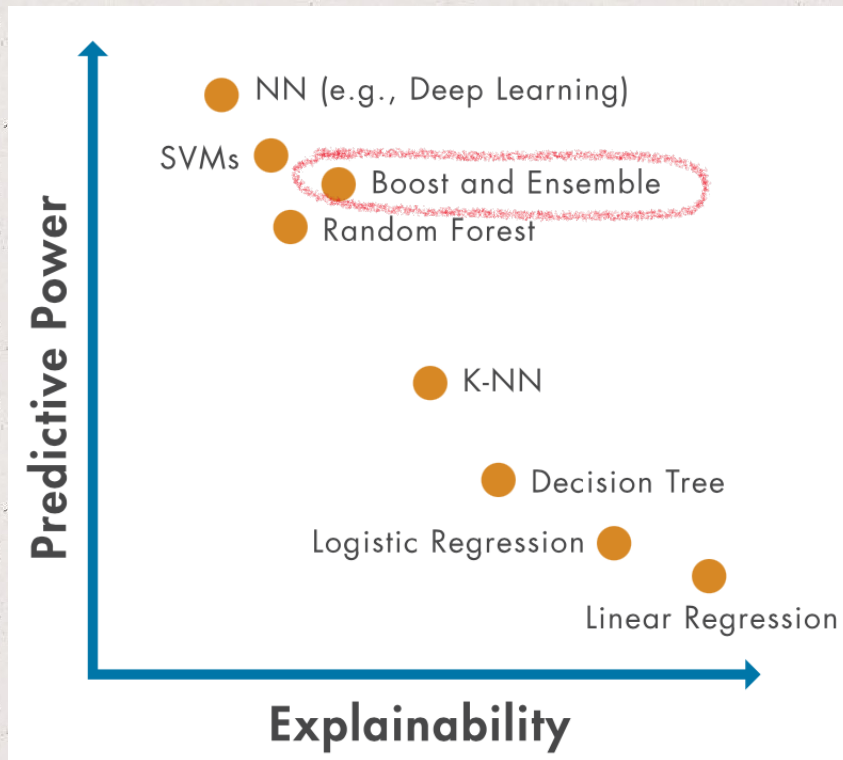 NN (e.g., Deep Learning)
SVMs
Boost and Ensemble
Random Forest
K-NN
Decision Tree
Logistic Regression
Linear Regression
Predictive Power
Explainability